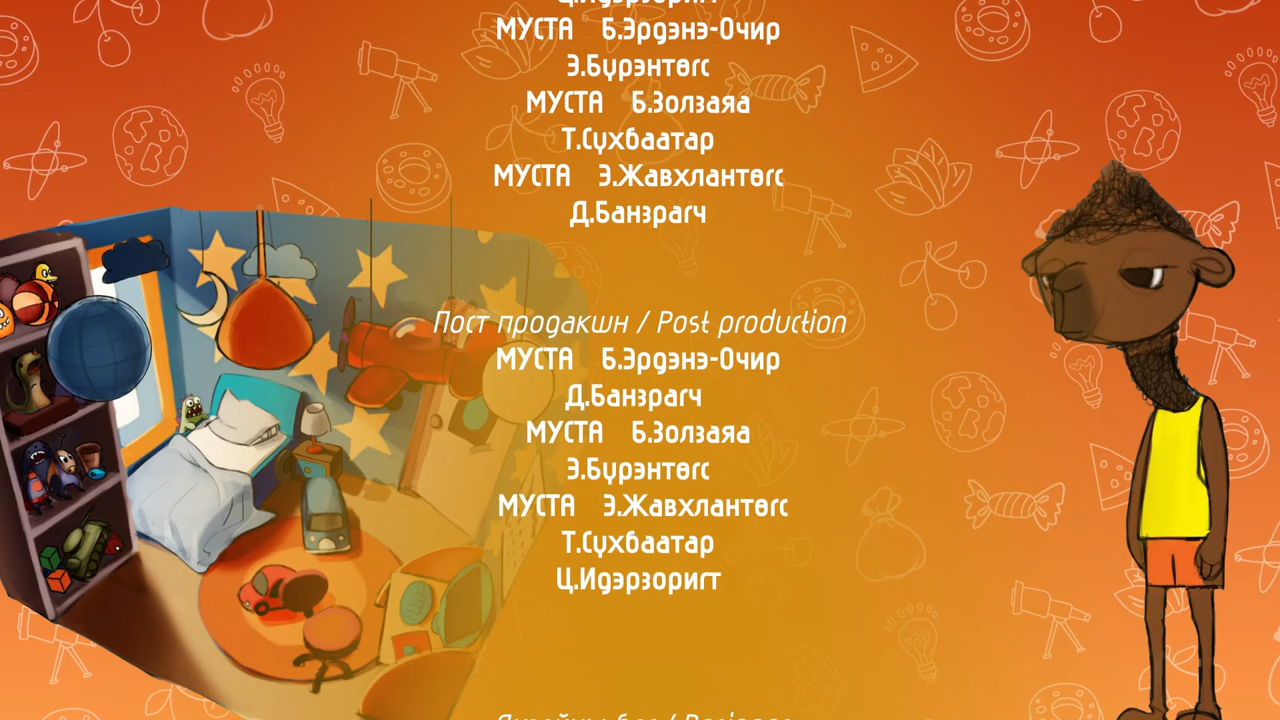 Ц.Идэрзоригт
МУСТА Б.Эрдэнэ-Очир
Э.Бүрэнтөгс
МУСТА Б.Золзаяа
Т.Сүхбаатар
МУСТА Э.Жавхлантөгс
Д.Банзрагч
Пост продакшн / Post production
МУСТА Б.Эрдэнэ-Очир
Д.Банзрагч
МУСТА Б.Золзаяа
Э.Бүрэнтөгс
МУСТА Э.Жавхлантөгс
Т.Сүхбаатар
Ц.Идэрзоригт